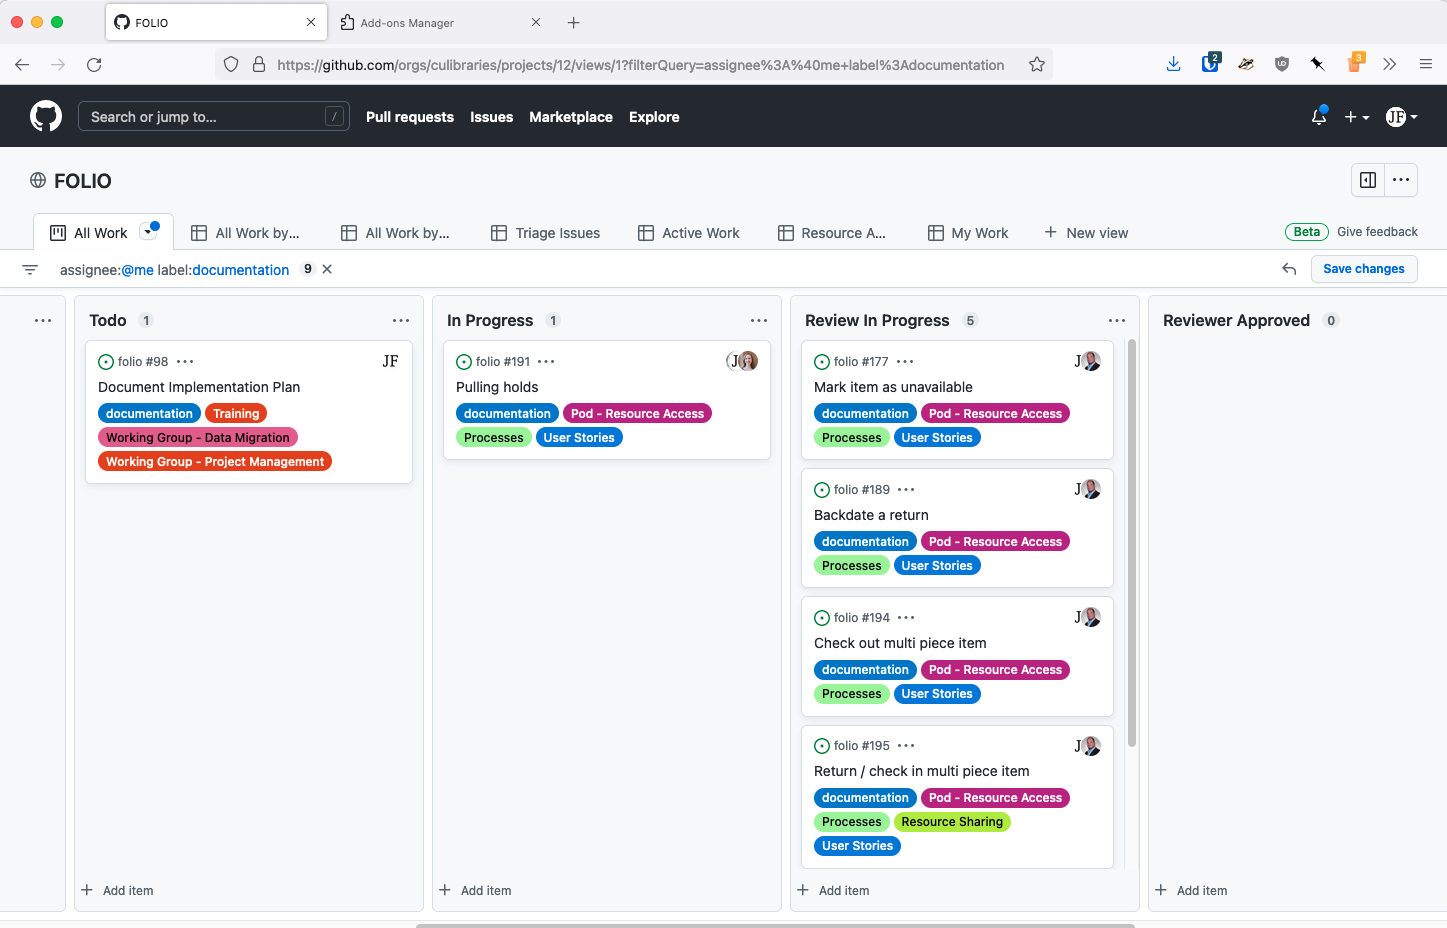 FOLIO
Add-ons Manager
https://github.com/orgs/culibraries/projects/12/views/1?filterQuery=assignee%3A%40me+label%3Adocumentation
2
3
Search or jump to...
/
Pull requests
Issues
Marketplace
Explore
JF
FOLIO
All Work
All Work by...
All Work by...
Triage Issues
Active Work
Resource A...
My Work
New view
Beta
Give feedback
assignee:@me label:documentation
9
Save changes
Todo 1
folio #98
JF
Document Implementation Plan
documentation
Training
Working Group - Data Migration
Working Group - Project Management
Add item
In Progress 1
folio #191
J
Pulling holds
documentation
Pod - Resource Access
Processes
User Stories
Add item
Review In Progress 5
folio #177
J
Mark item as unavailable
documentation
Pod - Resource Access
Processes
User Stories
folio #189
J
Backdate a return
documentation
Pod - Resource Access
Processes
User Stories
folio #194
J
Check out multi piece item
documentation
Pod - Resource Access
Processes
User Stories
folio #195
J
Return / check in multi piece item
documentation
Pod - Resource Access
Processes
Resource Sharing
User Stories
Add item
Reviewer Approved 0
Add item